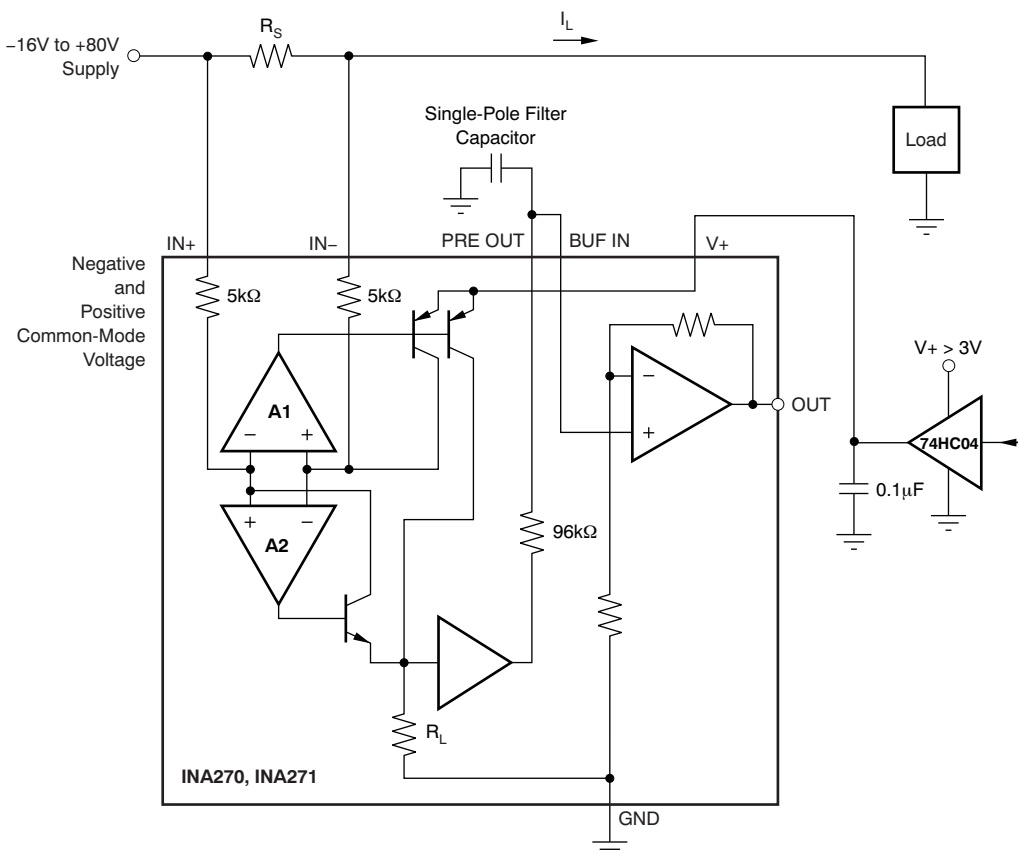 −16V to +80V
Supply
R_S
I_L
Single-Pole Filter
Capacitor
Load
IN+
IN−
PRE OUT
BUF IN
V+
Negative
and
Positive
Common-Mode
Voltage
5kΩ
5kΩ
V+ > 3V
A1
−
+
−
+
OUT
74HC04
0.1μF
+
−
A2
96kΩ
R_L
INA270, INA271
GND